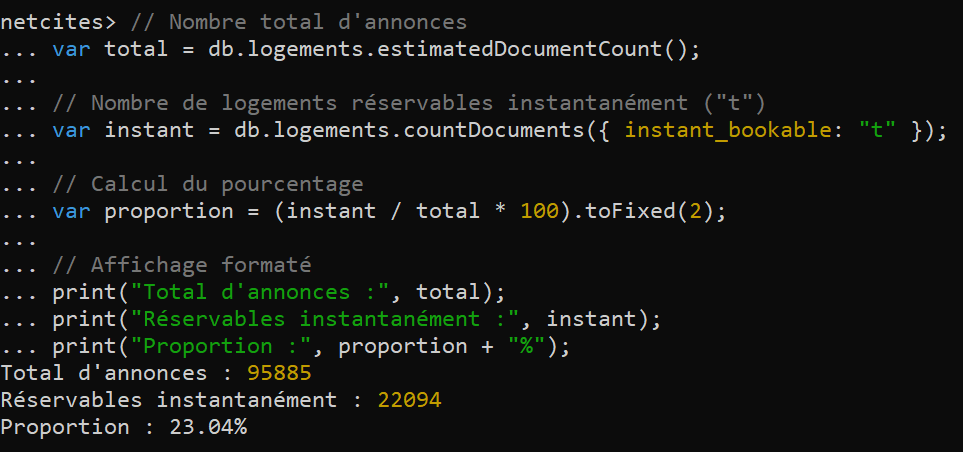 netcites> // Nombre total d'annonces
... var total = db.logements.estimatedDocumentCount();
...
... // Nombre de logements réservables instantanément ("t")
... var instant = db.logements.countDocuments({ instant_bookable: "t" });
...
... // Calcul du pourcentage
... var proportion = (instant / total * 100).toFixed(2);
...
... // Affichage formaté
... print("Total d'annonces :", total);
... print("Réservables instantanément :", instant);
... print("Proportion :", proportion + "%");
Total d'annonces : 95885
Réservables instantanément : 22094
Proportion : 23.04%